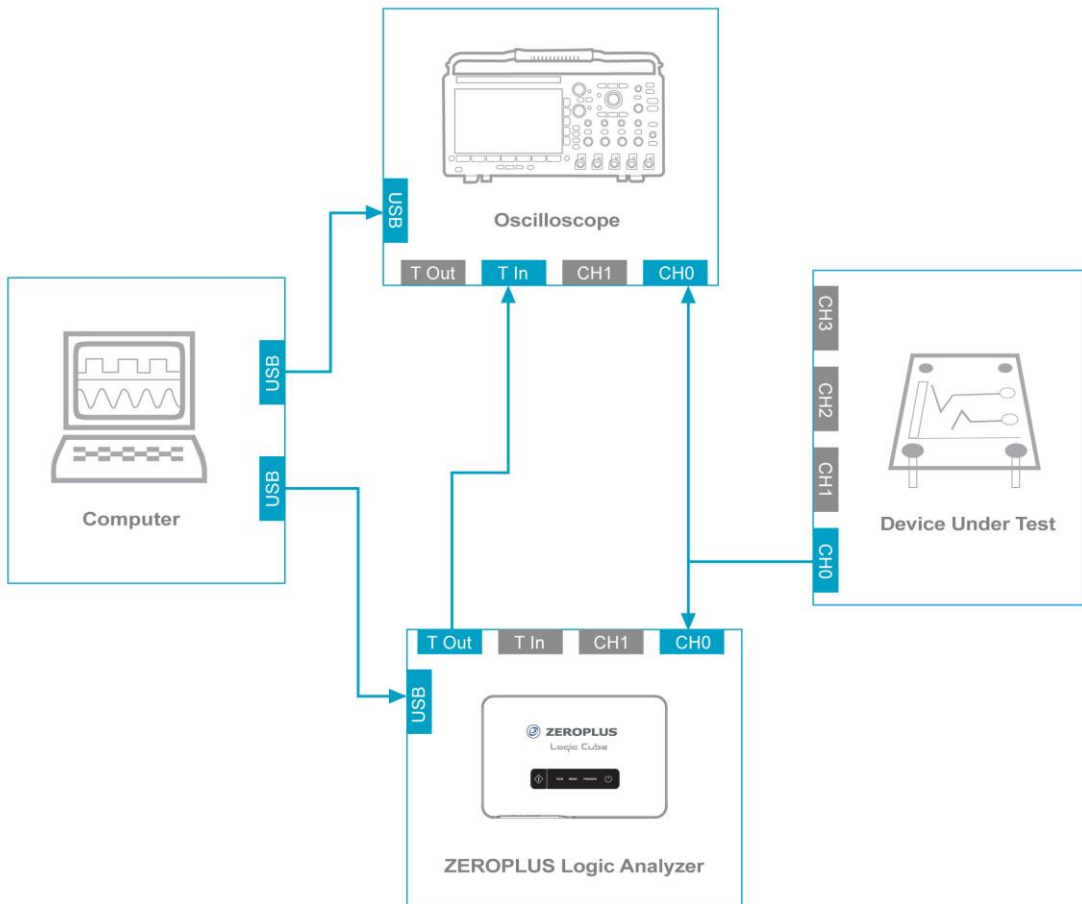 USB
Oscilloscope
T Out
T In
CH1
CH0
USB
USB
Computer
CH3
CH2
CH1
CH0
Device Under Test
T Out
T In
CH1
CH0
USB
ZEROPLUS
Logic Cube
ZEROPLUS Logic Analyzer